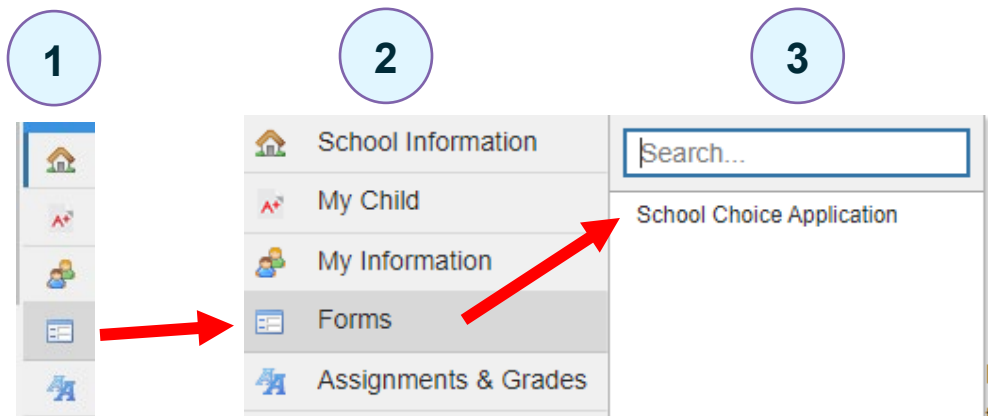 1
2
3
School Information
My Child
My Information
Forms
Assignments & Grades
Search...
School Choice Application